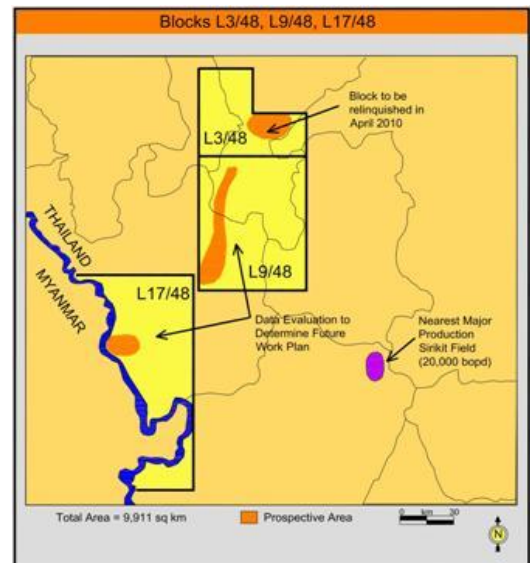 Blocks L3/48, L9/48, L17/48
Block to be
relinquished in
April 2010
L3/48
THAILAND
MYANMAR
L9/48
L17/48
Data Evaluation to
Determine Future
Work Plan
Nearest Major
Production
Sirikit Field
(20,000 bopd)
Total Area = 9,911 sq km
Prospective Area
0 km 30
N